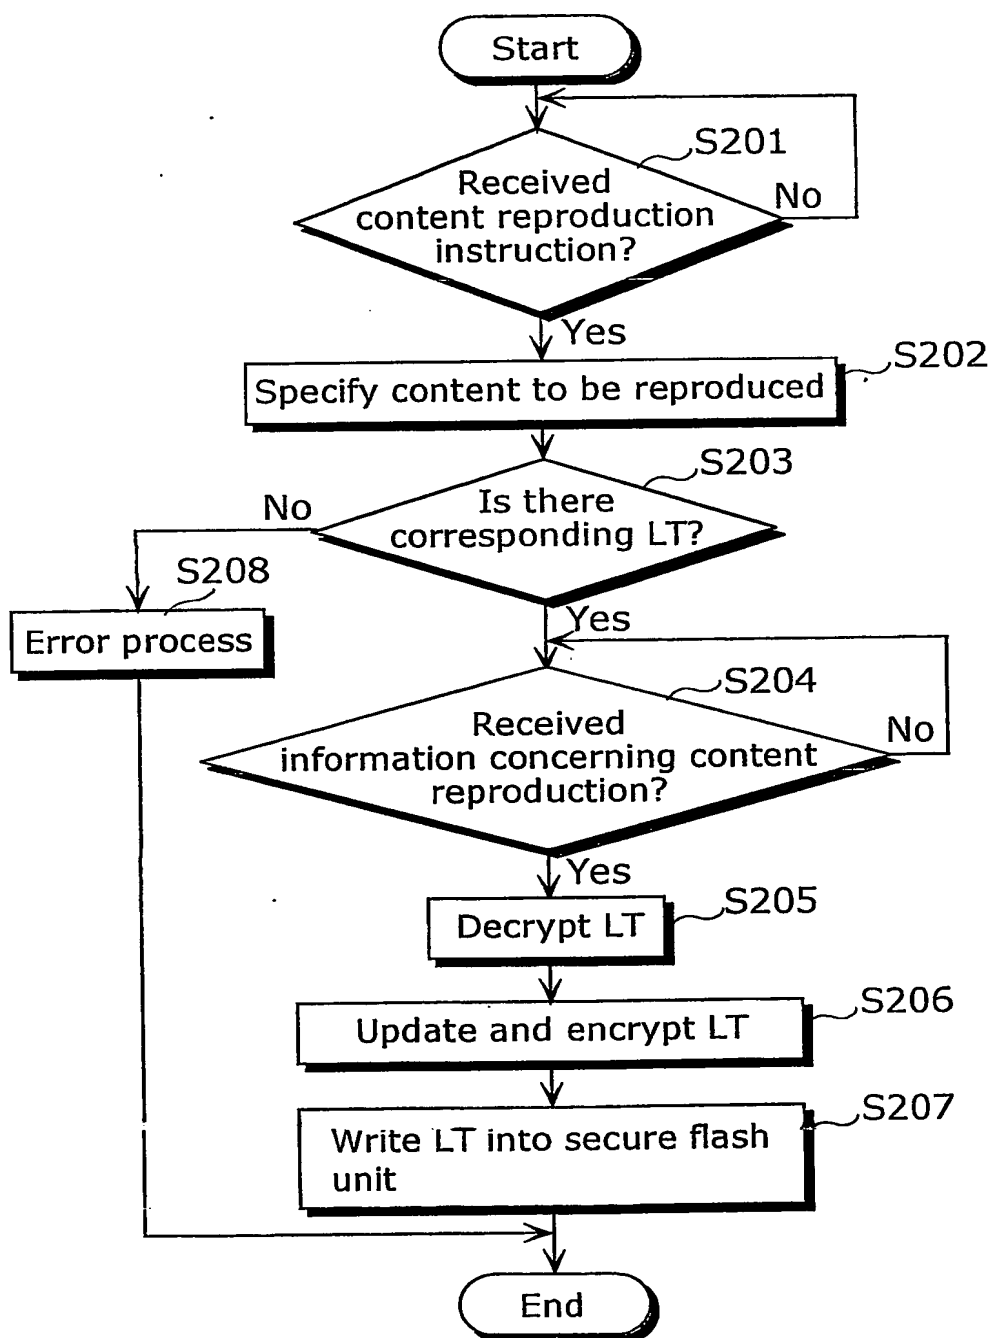 Start
S201
Received
content reproduction
instruction?
No
Yes
S202
Specify content to be reproduced
S203
Is there
corresponding LT?
No
S208
Error process
Yes
S204
Received
information concerning content
reproduction?
No
Yes
S205
Decrypt LT
S206
Update and encrypt LT
S207
Write LT into secure flash
unit
End